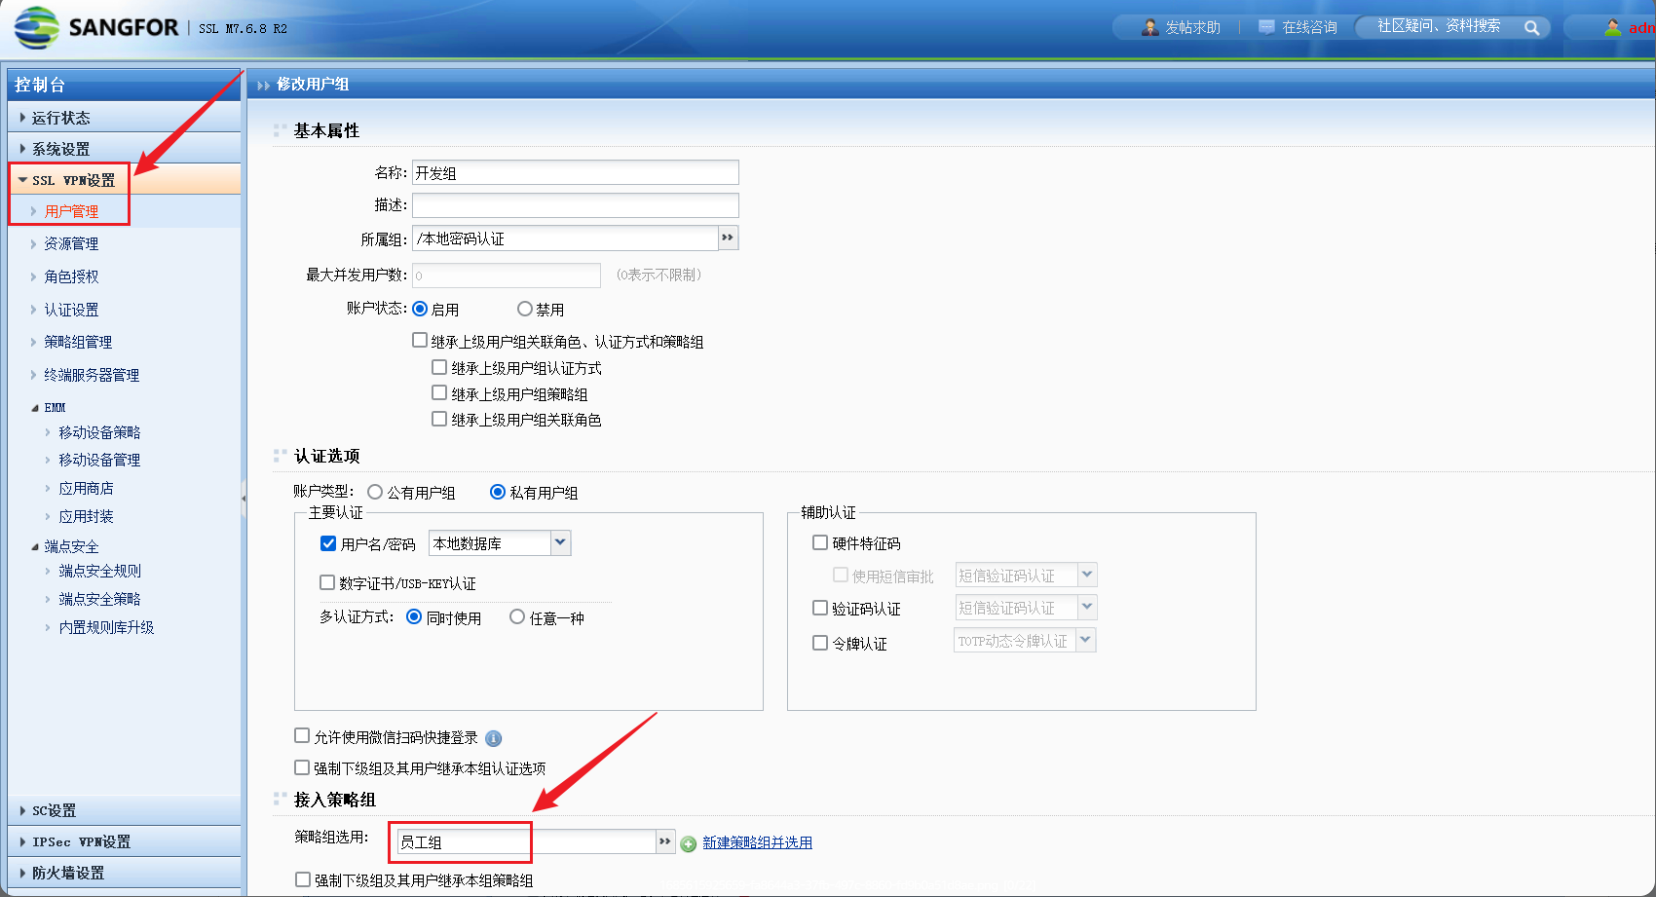 SANGFOR | SSL M7.6.8 R2
发帖求助
在线咨询
社区疑问、资料搜索
adm
控制台
运行状态
系统设置
SSL VPN设置
用户管理
资源管理
角色授权
认证设置
策略组管理
终端服务器管理
EMM
移动设备策略
移动设备管理
应用商店
应用封装
端点安全
端点安全规则
端点安全策略
内置规则库升级
SC设置
IPSec VPN设置
防火墙设置
修改用户组
基本属性
名称: 开发组
描述:
所属组: /本地密码认证
最大并发用户数: 0 (0表示不限制)
账户状态: 启用 禁用
继承上级用户组关联角色、认证方式和策略组
继承上级用户组认证方式
继承上级用户组策略组
继承上级用户组关联角色
认证选项
账户类型: 公有用户组 私有用户组
主要认证
用户名/密码 本地数据库
数字证书/USB-KEY认证
多认证方式: 同时使用 任意一种
辅助认证
硬件特征码
使用短信审批 短信验证码认证
验证码认证 短信验证码认证
令牌认证 TOTP动态令牌认证
允许使用微信扫码快捷登录
强制下级组及其用户继承本组认证选项
接入策略组
策略组选用: 员工组 新建策略组并选用
强制下级组及其用户继承本组策略组